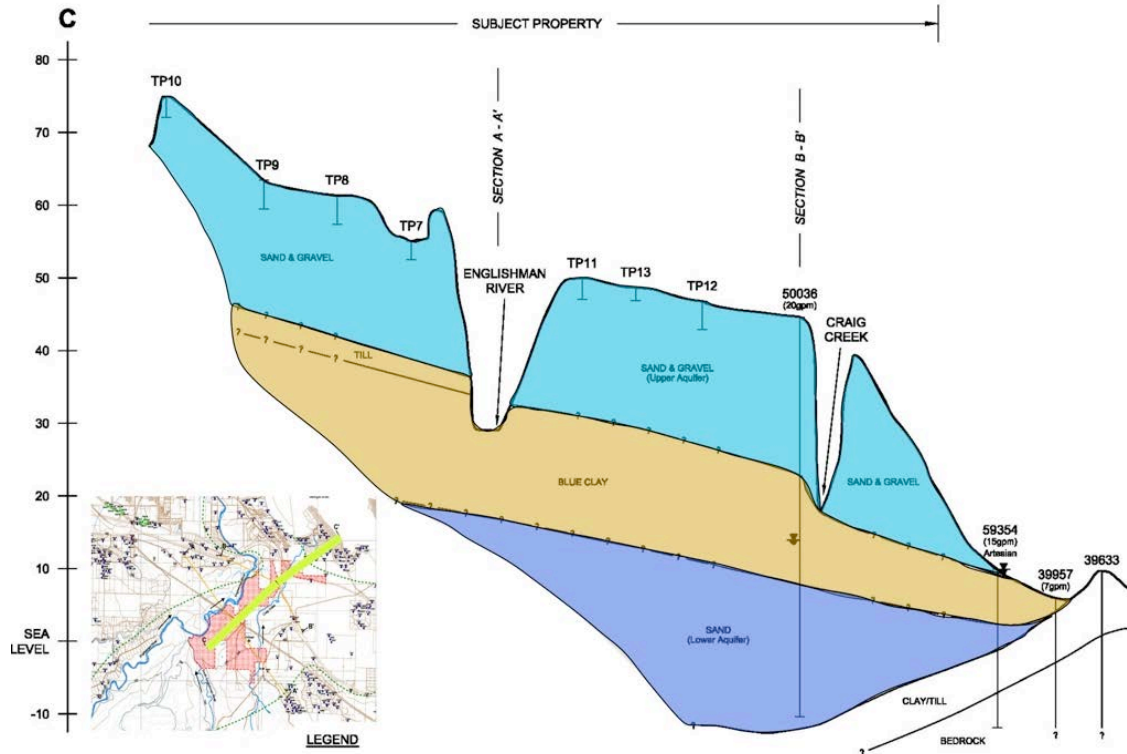 C
SUBJECT PROPERTY
80
70
60
50
40
30
20
10
SEA
LEVEL
-10
TP10
TP9
TP8
TP7
SECTION A - A'
SECTION B - B'
ENGLISHMAN
RIVER
TP11
TP13
TP12
50036
(20gpm)
CRAIG
CREEK
SAND & GRAVEL
?
?
?
?
?
?
?
?
TILL
SAND & GRAVEL
(Upper Aquifer)
?
?
?
?
BLUE CLAY
SAND & GRAVEL
?
?
59354
(15gpm)
Artesian
39957
(7gpm)
39633
?
?
?
?
?
?
?
?
?
?
SAND
(Lower Aquifer)
?
CLAY/TILL
BEDROCK
?
?
?
LEGEND